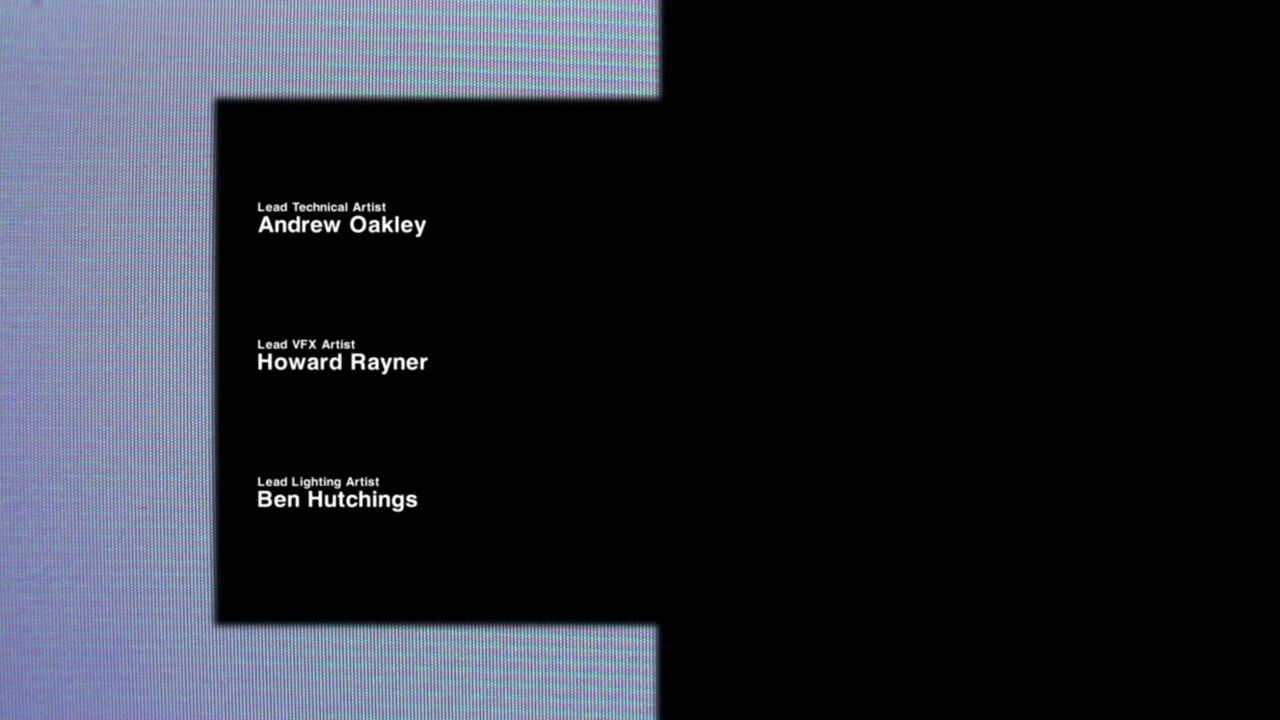 Lead Technical Artist
Andrew Oakley
Lead VFX Artist
Howard Rayner
Lead Lighting Artist
Ben Hutchings